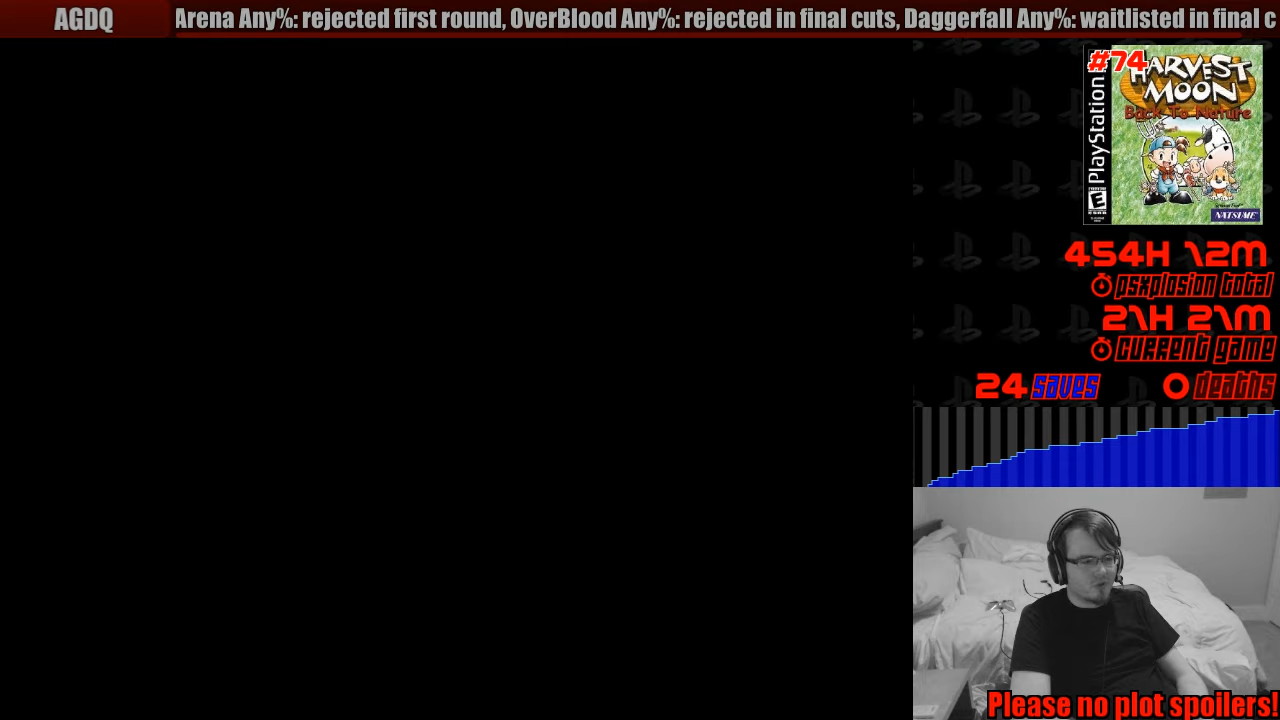 AGDQ
Arena Any%: rejected first round, OverBlood Any%: rejected in final cuts, Daggerfall Any%: waitlisted in final c
#74
HARVEST
MOON
Back To Nature
PlayStation
E
NATSUME
454H 12M
psxplosion total
21H 21M
current game
24 saves 0 deaths
Please no plot spoilers!